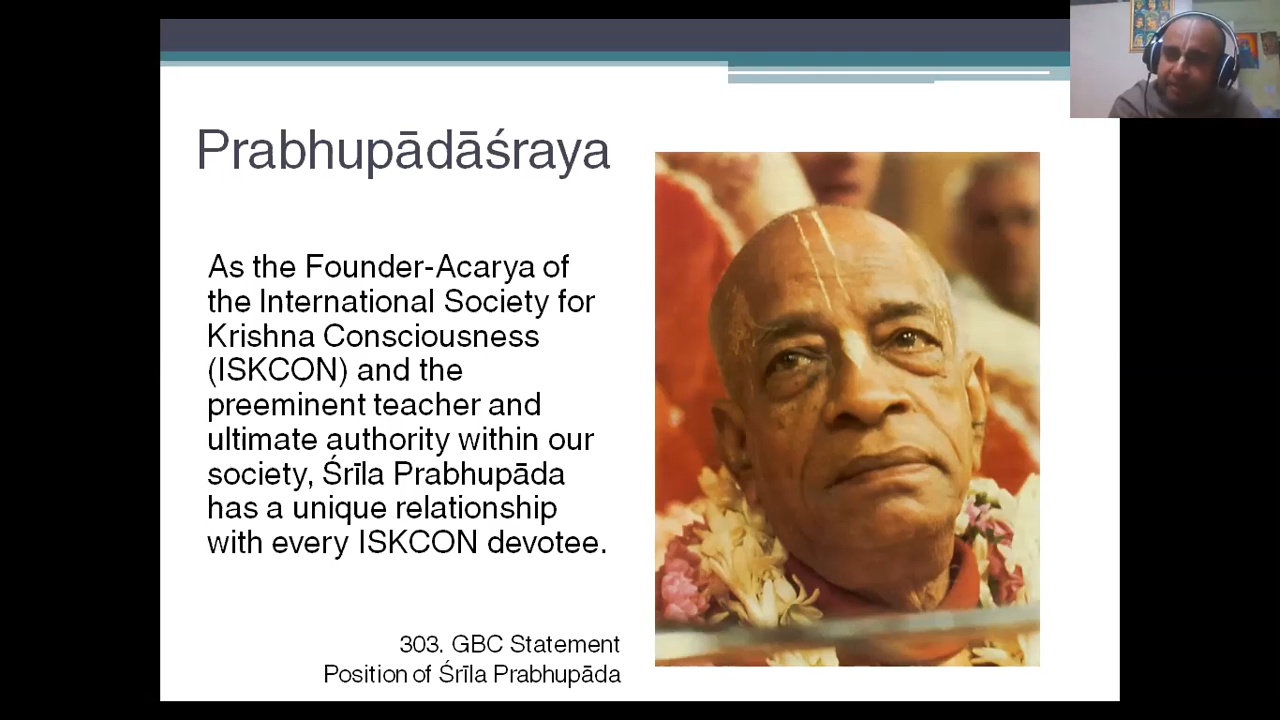 Prabhupādāśraya
As the Founder-Acarya of
the International Society for
Krishna Consciousness
(ISKCON) and the
preeminent teacher and
ultimate authority within our
society, Śrīla Prabhupāda
has a unique relationship
with every ISKCON devotee.
303. GBC Statement
Position of Śrīla Prabhupāda